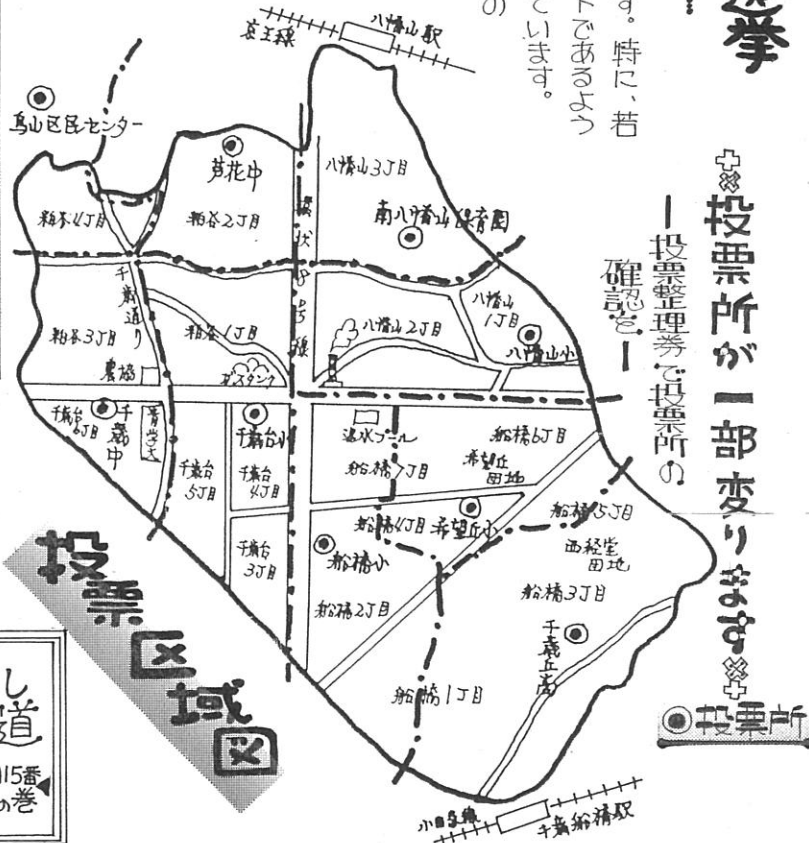 選挙
す。特に、若
トであるよう
ています。
の
投票所が一部変ります
ー投票整理券で投票所の
確認をー
◎投票所
京王線
八幡山駅
烏山区民センター
芦花中
八幡山3丁目
粕谷4丁目
粕谷2丁目
南八幡山保育園
千歳通り
粕谷3丁目
粕谷1丁目
八幡山2丁目
八幡山
1丁目
八幡山小
農協
ガスタンク
千歳台
6丁目
千歳中
青学大
千歳台小
温水プール
船橋6丁目
千歳台
5丁目
千歳台
4丁目
船橋7丁目
希望丘
団地
船橋4丁目
希望丘小
船橋5丁目
千歳台
3丁目
船橋小
西経堂
団地
船橋2丁目
船橋3丁目
千歳丘高
船橋1丁目
小田急線
千歳船橋駅
投票区域図
し
道
115番
の巻